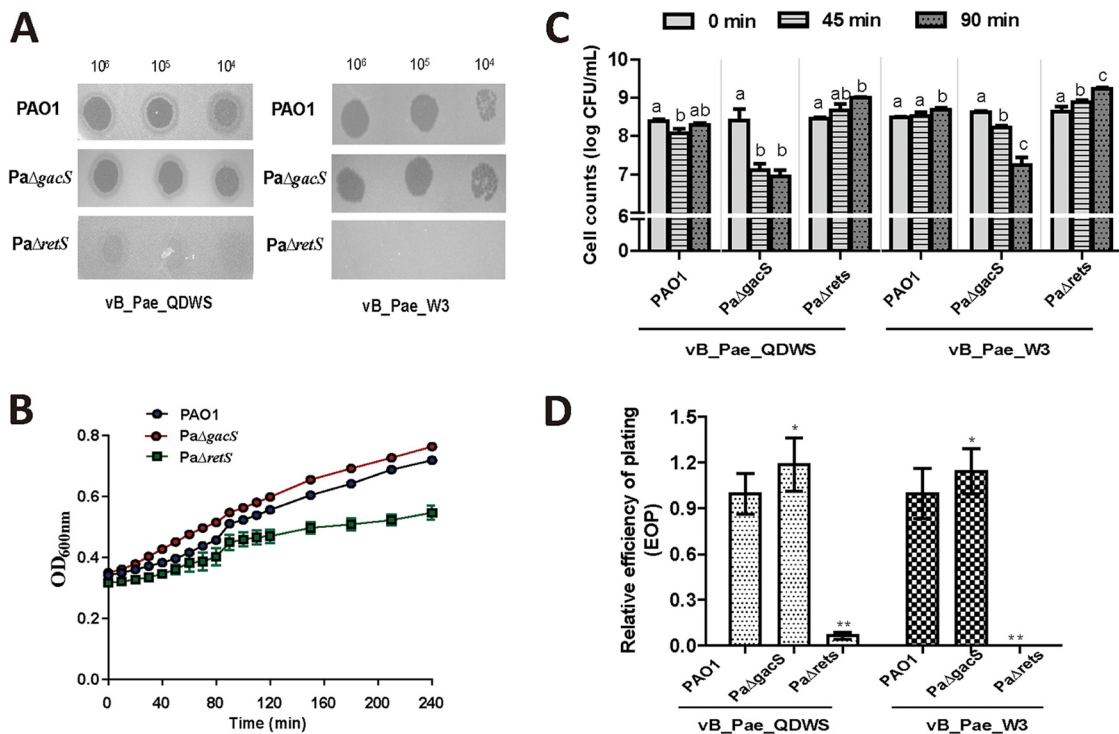 A
10⁶ 10⁵ 10⁴
PAO1
PaΔgacS
PaΔretS
vB_Pae_QDWS
10⁶ 10⁵ 10⁴
PAO1
PaΔgacS
PaΔretS
vB_Pae_W3
B
PAO1
PaΔgacS
PaΔretS
OD600nm
0.8
0.6
0.4
0.2
0.0
0 40 80 120 160 200 240
Time (min)
C
0 min 45 min 90 min
Cell counts (log CFU/mL)
10
9
8
7
6
0
a b ab a b b a ab b a a b a b c a b c
PAO1 PaΔgacS PaΔrets PAO1 PaΔgacS PaΔrets
vB_Pae_QDWS vB_Pae_W3
D
Relative efficiency of plating
(EOP)
1.5
1.2
0.9
0.6
0.3
0.0
* ** * **
PAO1 PaΔgacS PaΔrets PAO1 PaΔgacS PaΔrets
vB_Pae_QDWS vB_Pae_W3